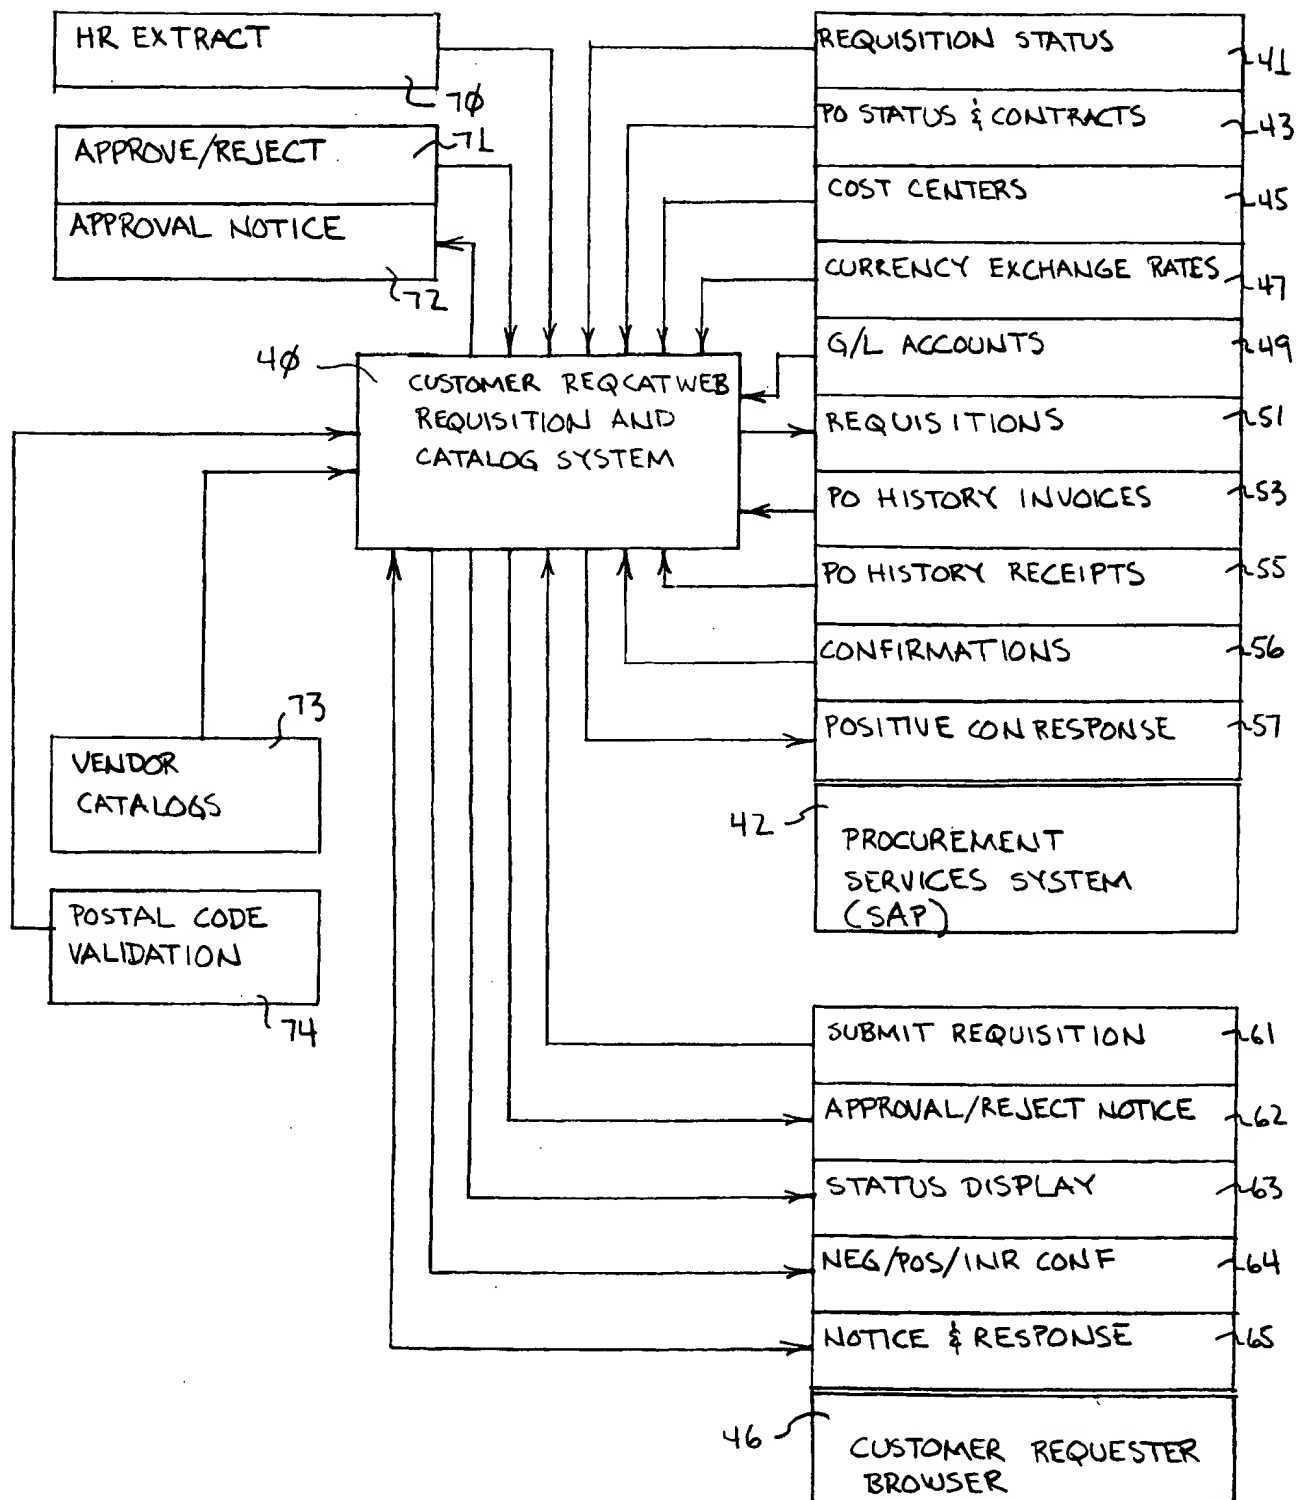 HR EXTRACT
7Ø
APPROVE/REJECT
71
APPROVAL NOTICE
72
4Ø
CUSTOMER REQCATWEB
REQUISITION AND
CATALOG SYSTEM
73
VENDOR
CATALOGS
POSTAL CODE
VALIDATION
74
REQUISITION STATUS
41
PO STATUS & CONTRACTS
43
COST CENTERS
45
CURRENCY EXCHANGE RATES
47
G/L ACCOUNTS
49
REQUISITIONS
51
PO HISTORY INVOICES
53
PO HISTORY RECEIPTS
55
CONFIRMATIONS
56
POSITIVE CON RESPONSE
57
42
PROCUREMENT
SERVICES SYSTEM
(SAP)
SUBMIT REQUISITION
61
APPROVAL/REJECT NOTICE
62
STATUS DISPLAY
63
NEG/POS/INR CONF
64
NOTICE & RESPONSE
65
46
CUSTOMER REQUESTER
BROWSER